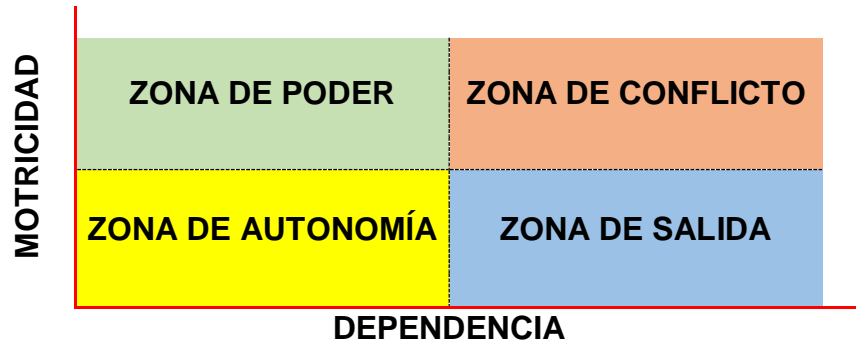 MOTRICIDAD
ZONA DE PODER
ZONA DE CONFLICTO
ZONA DE AUTONOMÍA
ZONA DE SALIDA
DEPENDENCIA